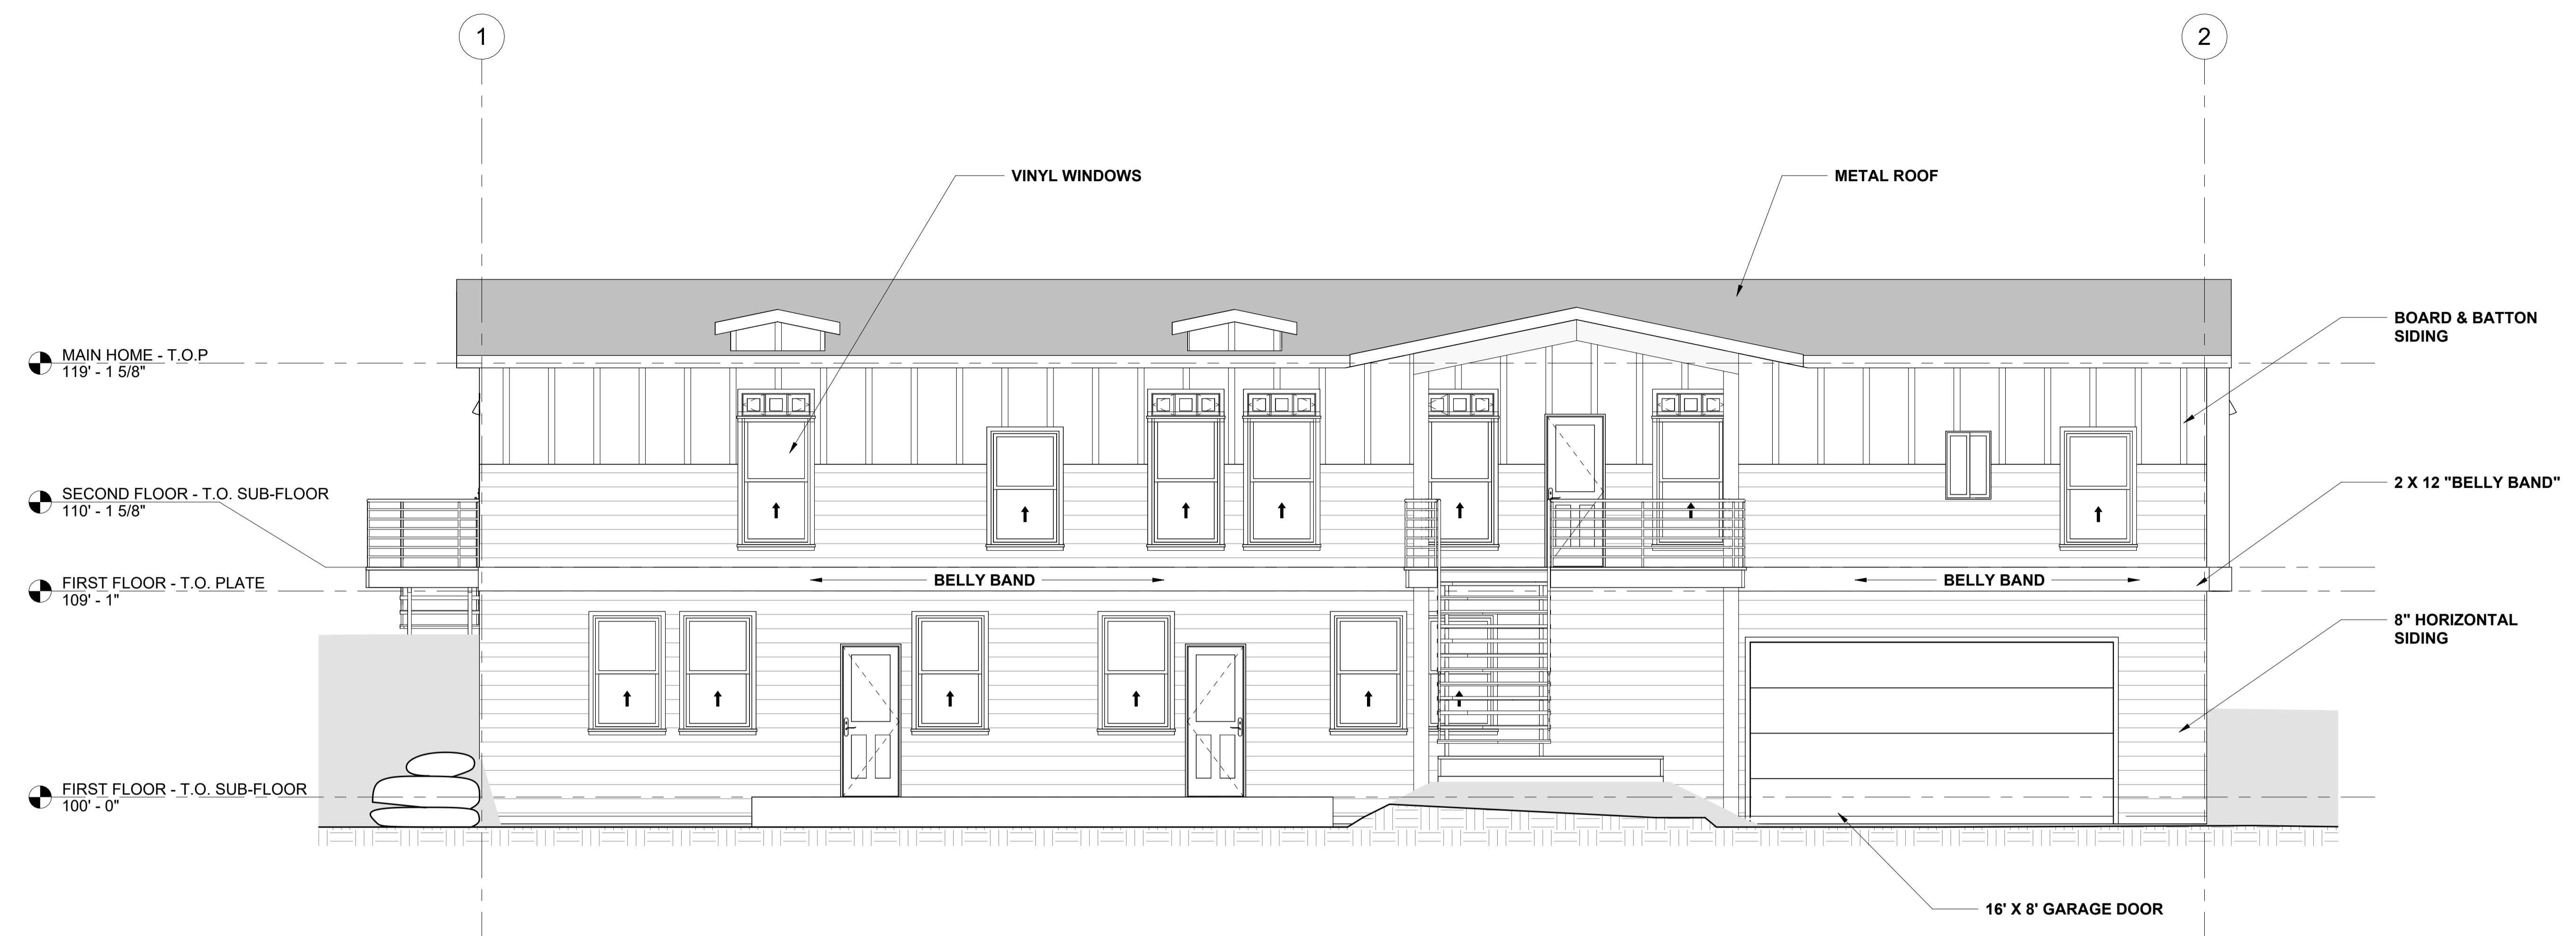 1
2
VINYL WINDOWS
METAL ROOF
BOARD & BATTON
SIDING
MAIN HOME - T.O.P
119' - 1 5/8"
2 X 12 "BELLY BAND"
SECOND FLOOR - T.O. SUB-FLOOR
110' - 1 5/8"
FIRST FLOOR - T.O. PLATE
109' - 1"
BELLY BAND
BELLY BAND
8" HORIZONTAL
SIDING
FIRST FLOOR - T.O. SUB-FLOOR
100' - 0"
16' X 8' GARAGE DOOR